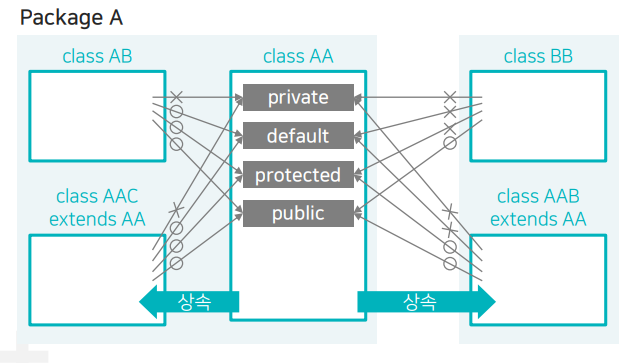 Package A
class AB
class AA
class BB
private
default
protected
public
class AAC
extends AA
class AAB
extends AA
상속
상속